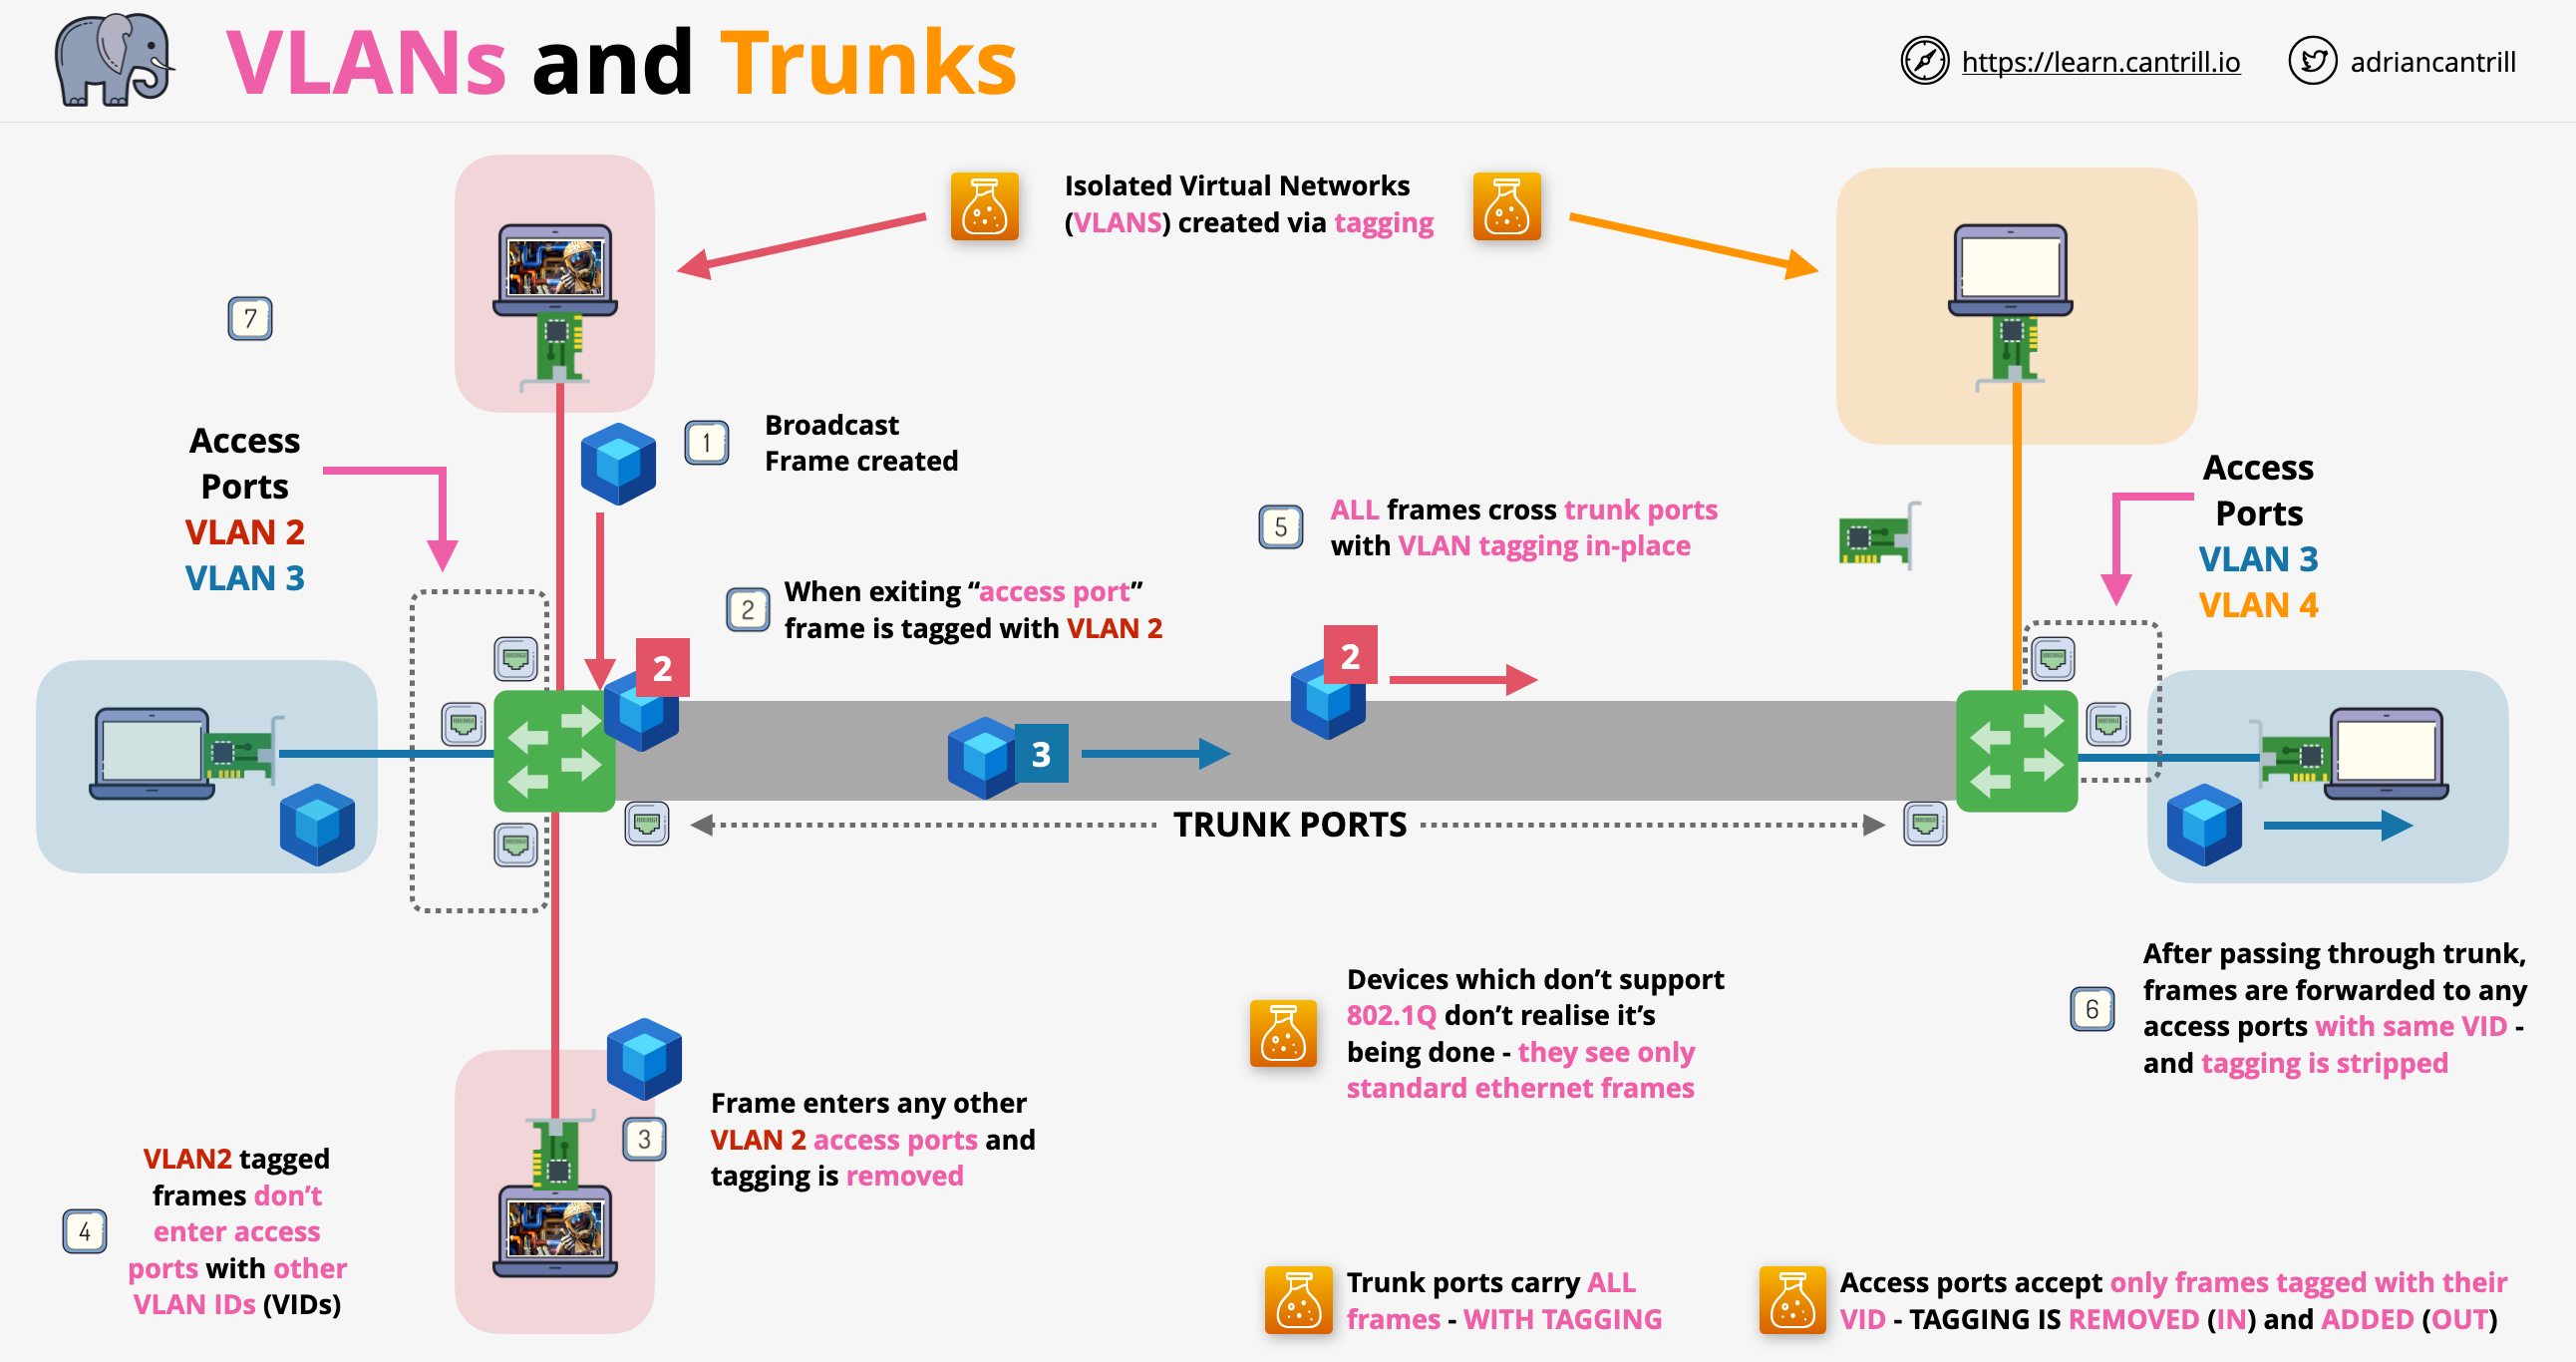 VLANs and Trunks
https://learn.cantrill.io
adriancantrill
Isolated Virtual Networks
(VLANS) created via tagging
7
1
Broadcast
Frame created
Access
Ports
VLAN 2
VLAN 3
5
ALL frames cross trunk ports
with VLAN tagging in-place
Access
Ports
VLAN 3
VLAN 4
2
When exiting “access port”
frame is tagged with VLAN 2
2
2
3
TRUNK PORTS
3
Frame enters any other
VLAN 2 access ports and
tagging is removed
4
VLAN2 tagged
frames don’t
enter access
ports with other
VLAN IDs (VIDs)
Devices which don’t support
802.1Q don’t realise it’s
being done - they see only
standard ethernet frames
6
After passing through trunk,
frames are forwarded to any
access ports with same VID -
and tagging is stripped
Trunk ports carry ALL
frames - WITH TAGGING
Access ports accept only frames tagged with their
VID - TAGGING IS REMOVED (IN) and ADDED (OUT)